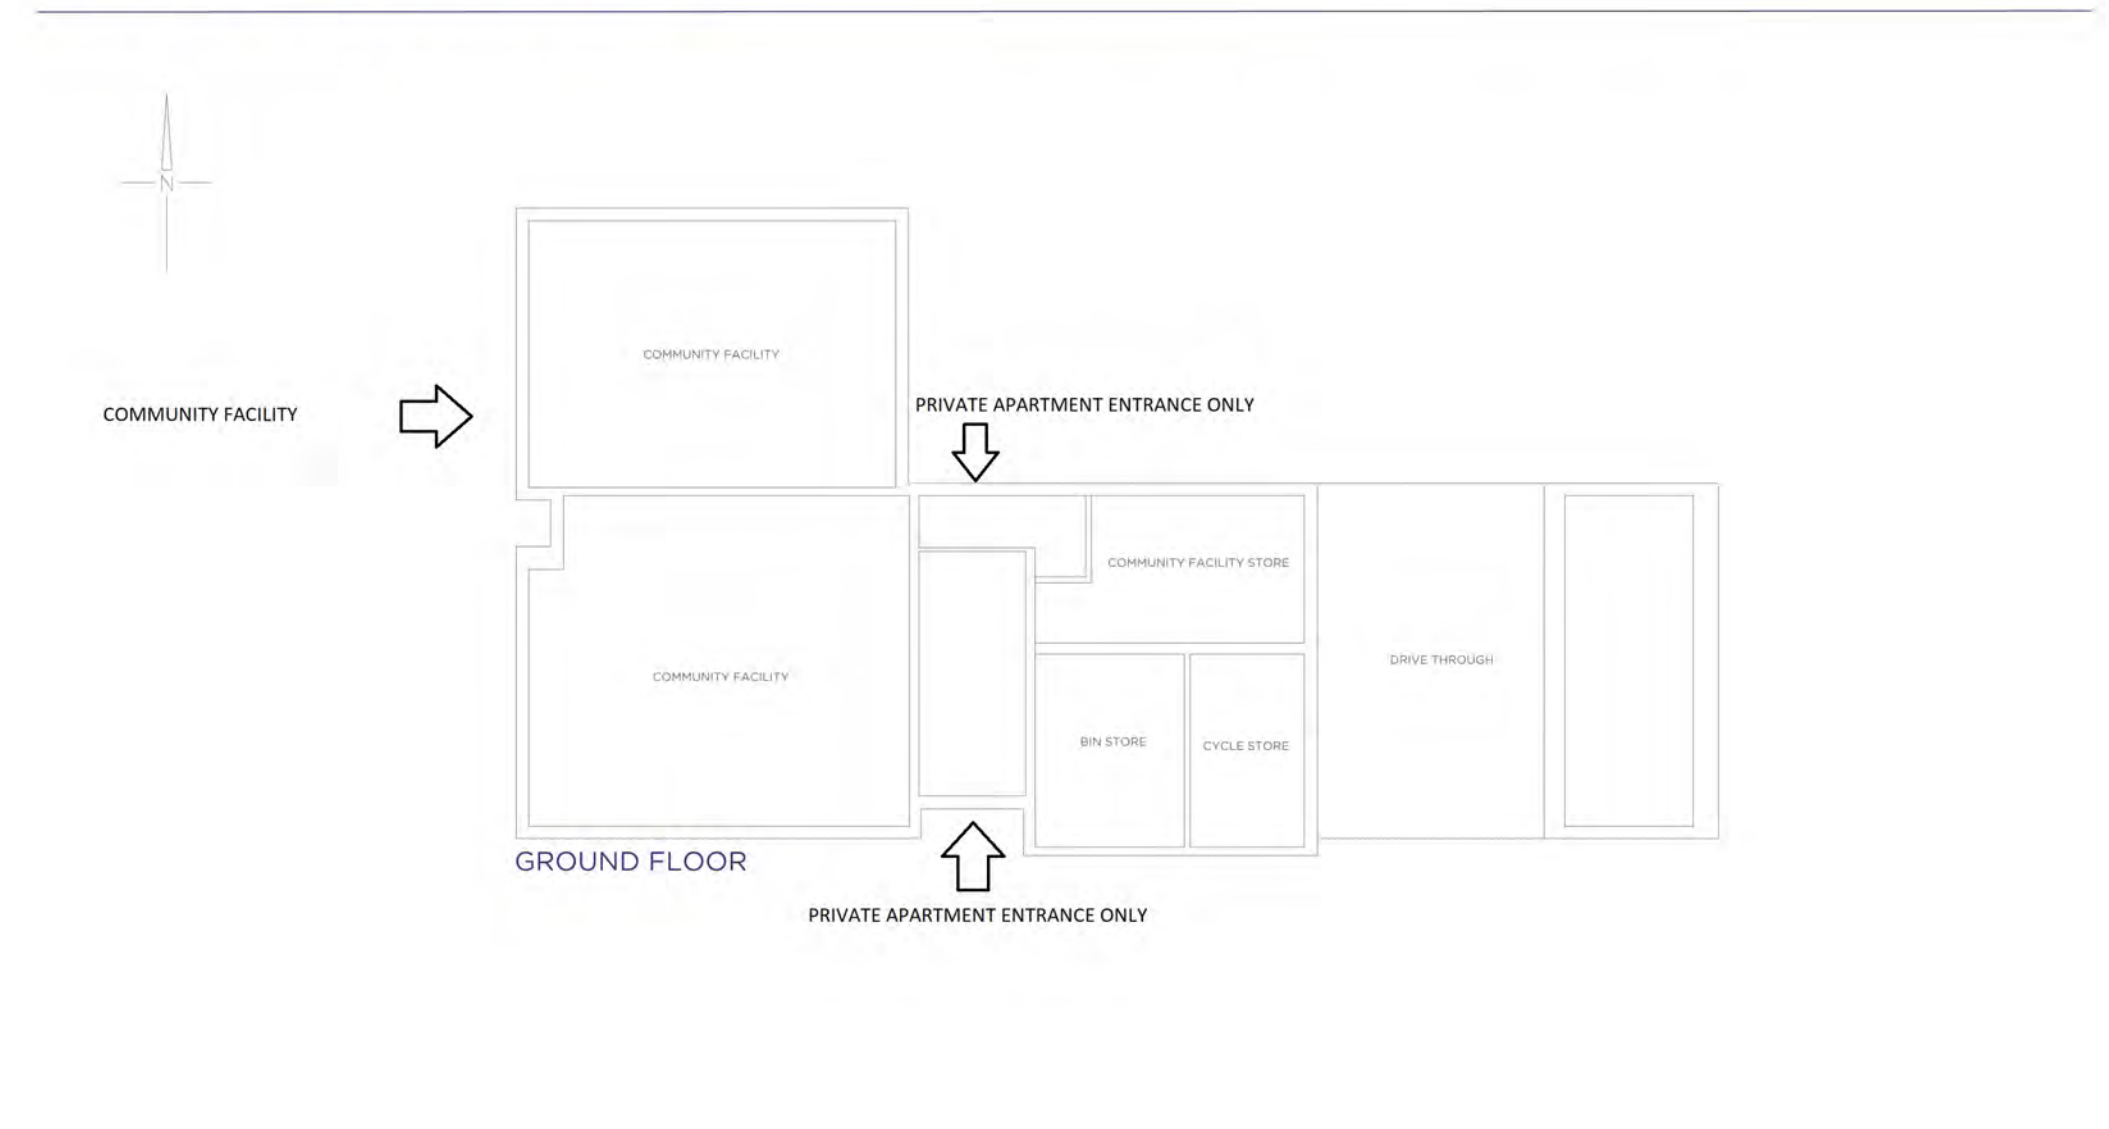 N
COMMUNITY FACILITY
COMMUNITY FACILITY
PRIVATE APARTMENT ENTRANCE ONLY
COMMUNITY FACILITY STORE
COMMUNITY FACILITY
DRIVE THROUGH
BIN STORE
CYCLE STORE
GROUND FLOOR
PRIVATE APARTMENT ENTRANCE ONLY